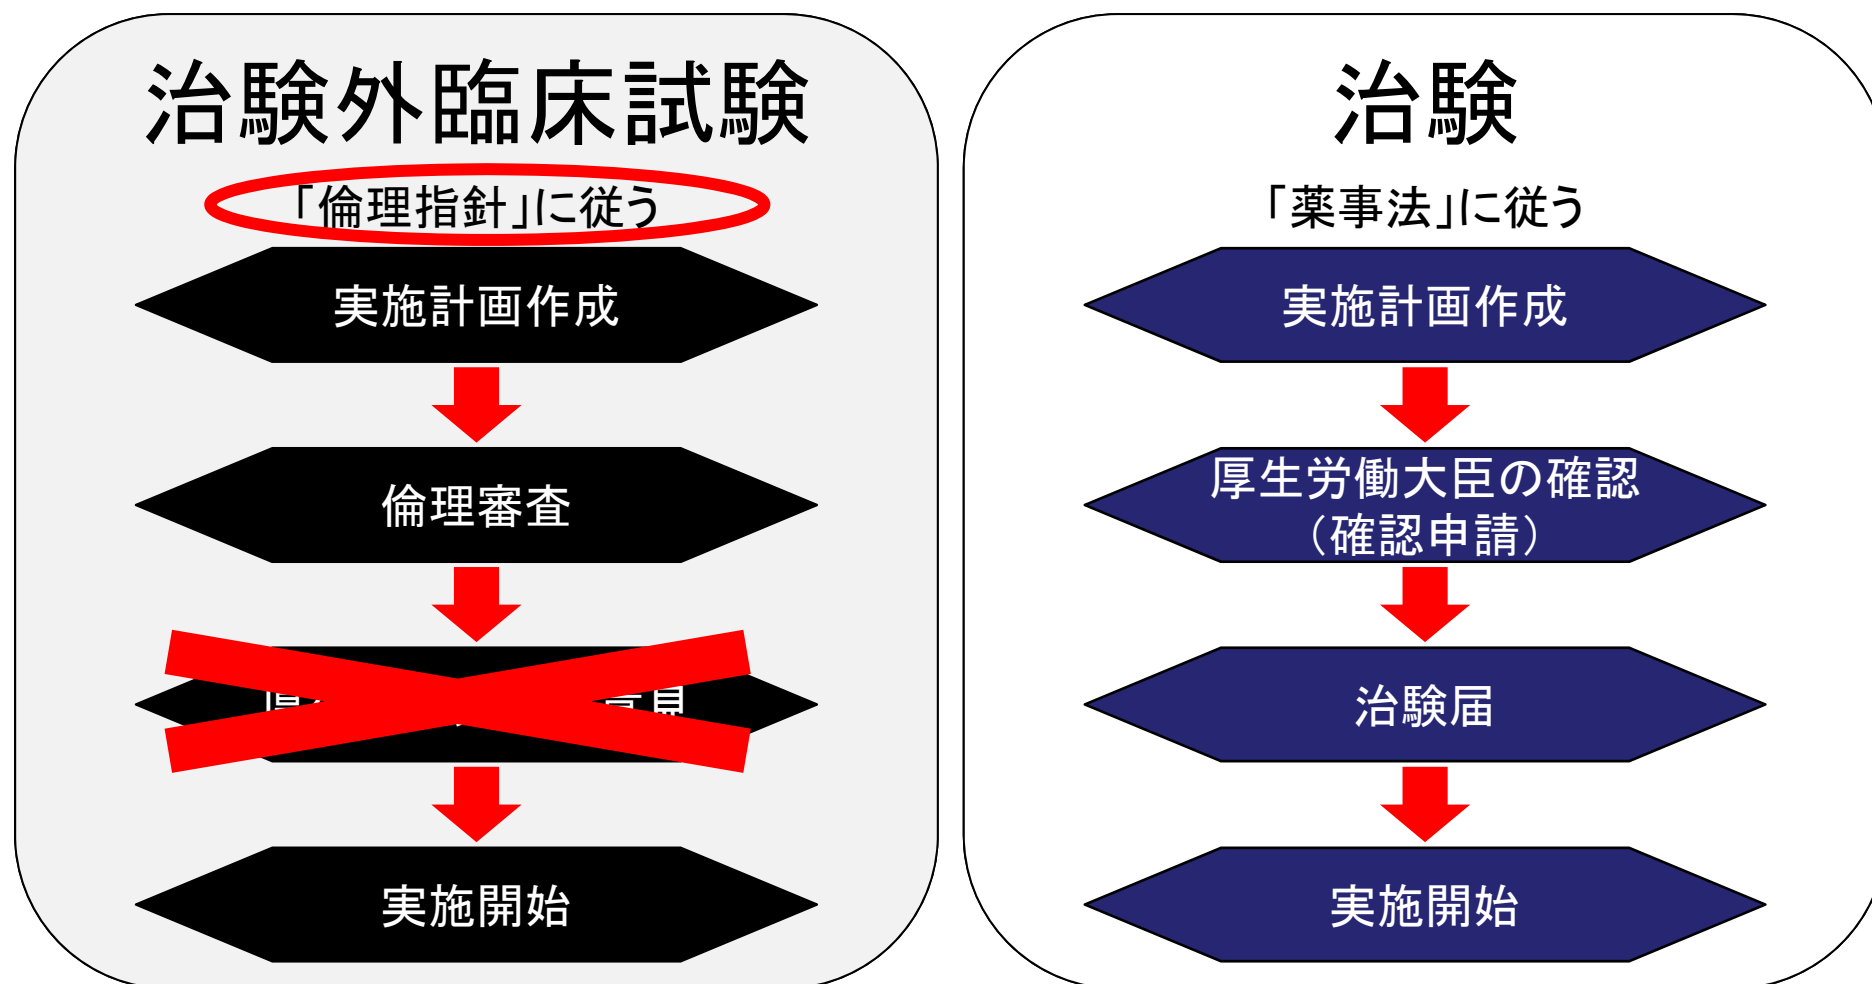 治験外臨床試験
「倫理指針」に従う
実施計画作成
倫理審査
意見
実施開始
治験
「薬事法」に従う
実施計画作成
厚生労働大臣の確認
（確認申請）
治験届
実施開始